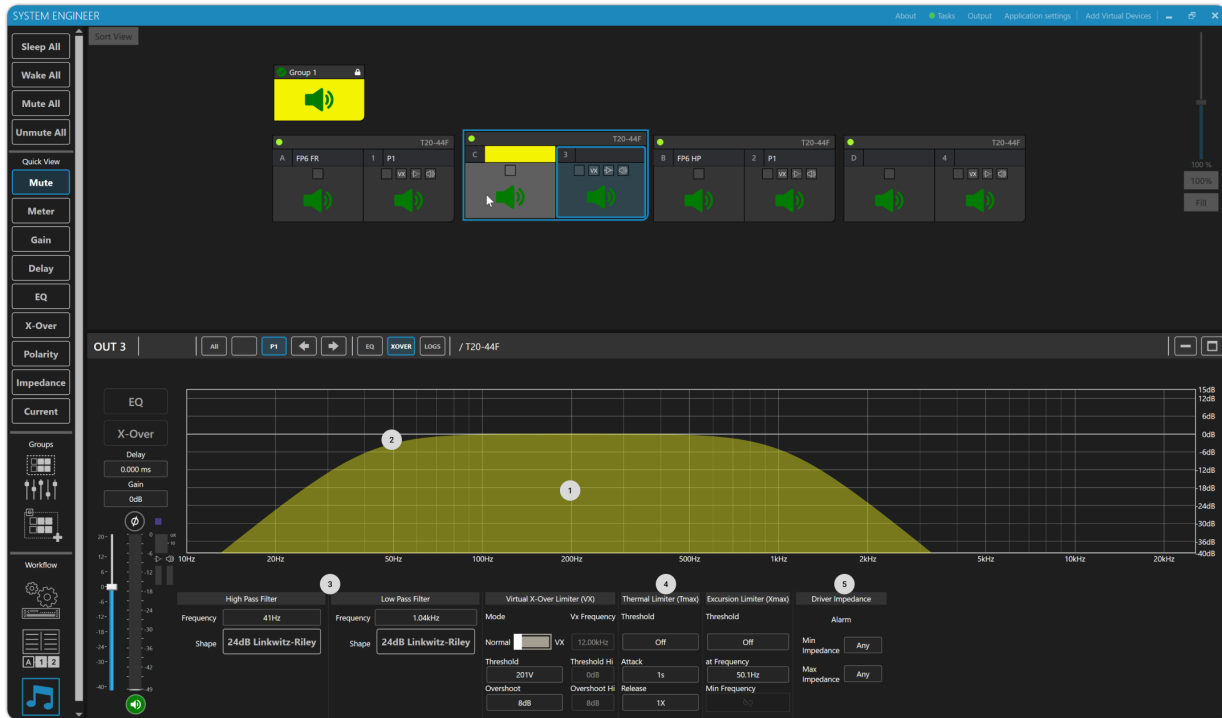 SYSTEM ENGINEER
About Tasks Output Application settings Add Virtual Devices
Sort View
Sleep All
Wake All
Mute All
Unmute All
Quick View
Mute
Meter
Gain
Delay
EQ
X-Over
Polarity
Impedance
Current
Groups
Workflow
A 1 2
Group 1
T20-44F
A FP6 FR 1 P1
VX
T20-44F
C 3
VX
T20-44F
B FP6 HP 2 P1
VX
T20-44F
D 4
VX
100 %
100%
Fill
OUT 3 All P1 EQ XOVER LOGS / T20-44F
EQ
X-Over
Delay
0.000 ms
Gain
0dB
15dB
12dB
6dB
0dB
-6dB
-12dB
-18dB
-24dB
-30dB
-36dB
-40dB
10Hz 20Hz 50Hz 100Hz 200Hz 500Hz 1kHz 2kHz 5kHz 10kHz 20kHz
1
2
3
4
5
High Pass Filter
Frequency 41Hz
Shape 24dB Linkwitz-Riley
Low Pass Filter
Frequency 1.04kHz
Shape 24dB Linkwitz-Riley
Virtual X-Over Limiter (VX)
Mode Vx Frequency
Normal VX 12.00kHz
Threshold Threshold Hi
201V 0dB
Overshoot Overshoot Hi
8dB 8dB
Thermal Limiter (Tmax)
Threshold
Off
Attack
1s
Release
1X
Excursion Limiter (Xmax)
Threshold
Off
at Frequency
50.1Hz
Min Frequency
Driver Impedance
Alarm
Min Impedance Any
Max Impedance Any